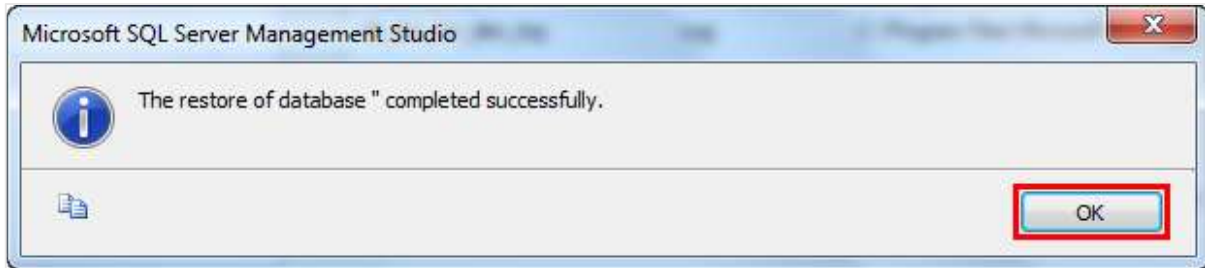 Microsoft SQL Server Management Studio
The restore of database '' completed successfully.
OK